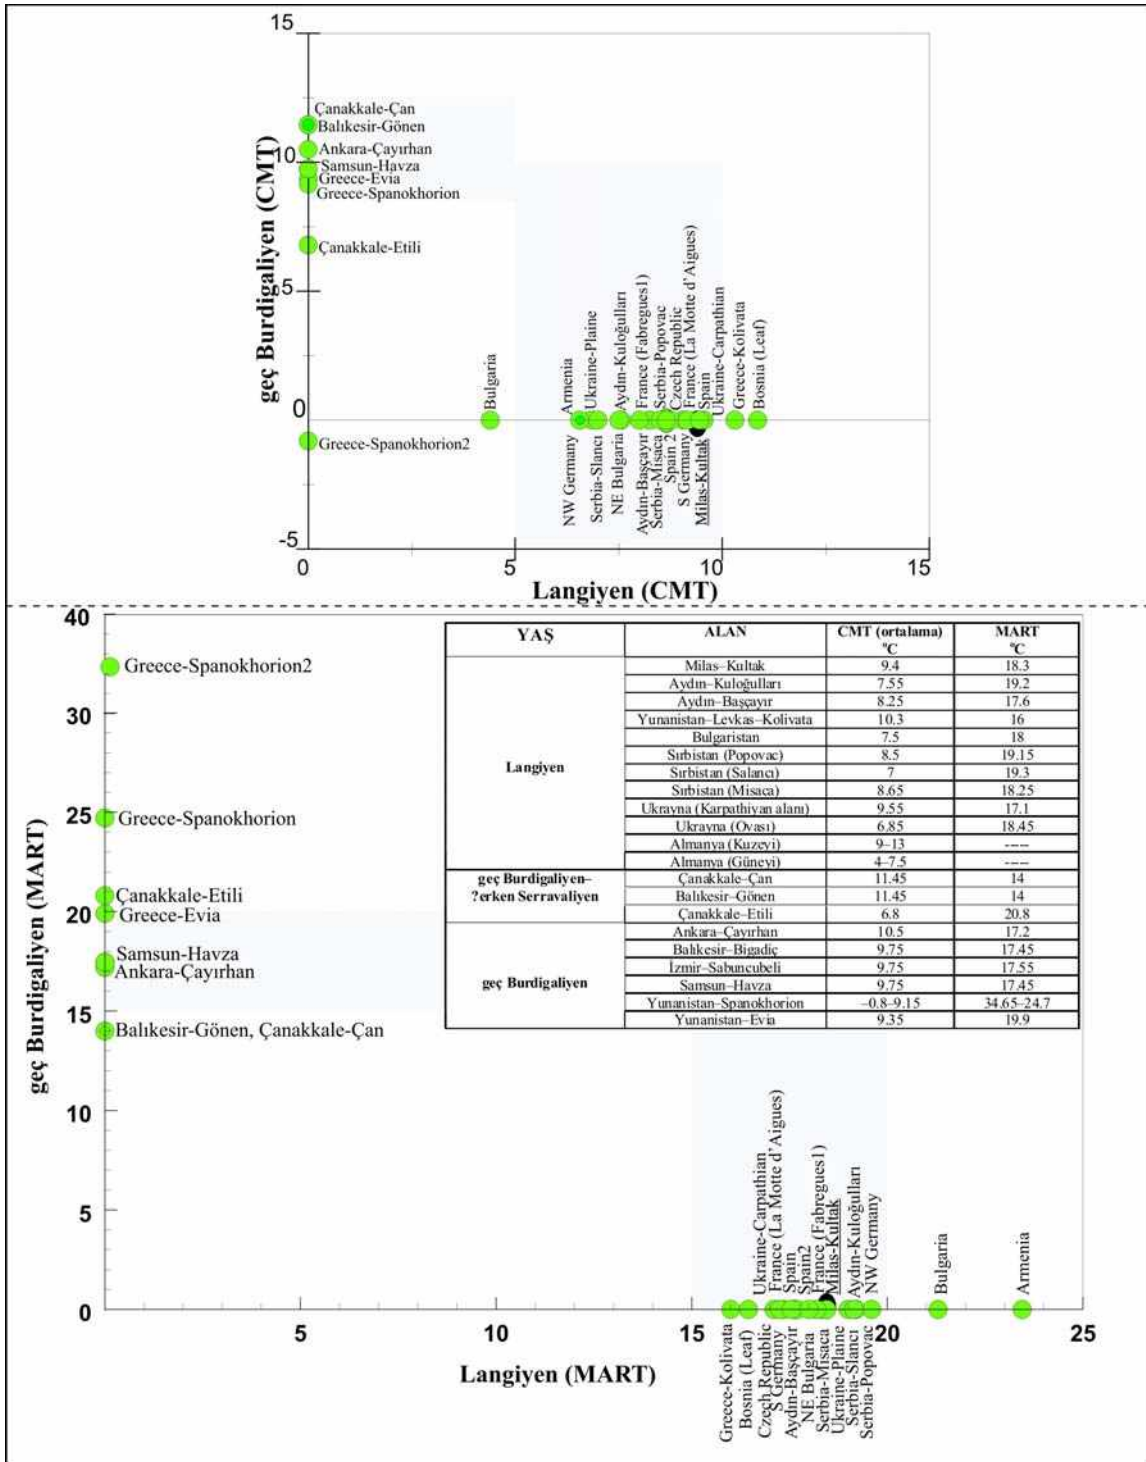 15
10
5
0
-5
geç Burdigaliyen (CMT)
Çanakkale-Çan
Balıkesir-Gönen
Ankara-Çayırhan
Samsun-Havza
Greece-Evia
Greece-Spanokhorion
Çanakkale-Etili
Greece-Spanokhorion2
Bulgaria
Armenia
Ukraine-Plaine
Aydın-Kuloğulları
France (Fabregues1)
Serbia-Popovac
Czech Republic
France (La Motte d'Aigues)
Spain
Ukraine-Carpathian
Greece-Kolivata
Bosnia (Leaf)
NW Germany
Serbia-Slancı
NE Bulgaria
Aydın-Başçayır
Serbia-Misaca
Spain 2
S Germany
Milas-Kultak
0 5 10 15
Langiyen (CMT)
40
30
25
20
15
10
5
0
geç Burdigaliyen (MART)
Greece-Spanokhorion2
Greece-Spanokhorion
Çanakkale-Etili
Greece-Evia
Samsun-Havza
Ankara-Çayırhan
Balıkesir-Gönen, Çanakkale-Çan
YAŞ ALAN CMT (ortalama) °C MART °C
Langiyen
Milas–Kultak 9.4 18.3
Aydın–Kuloğulları 7.55 19.2
Aydın–Başçayır 8.25 17.6
Yunanistan–Levkas–Kolivata 10.3 16
Bulgaristan 7.5 18
Sırbistan (Popovac) 8.5 19.15
Sırbistan (Salancı) 7 19.3
Sırbistan (Misaca) 8.65 18.25
Ukrayna (Karpathiyan alanı) 9.55 17.1
Ukrayna (Ovası) 6.85 18.45
Almanya (Kuzeyi) 9–13 ----
Almanya (Güneyi) 4–7.5 ----
geç Burdigaliyen–
?erken Serravaliyen
Çanakkale–Çan 11.45 14
Balıkesir–Gönen 11.45 14
Çanakkale–Etili 6.8 20.8
geç Burdigaliyen
Ankara–Çayırhan 10.5 17.2
Balıkesir–Bigadiç 9.75 17.45
İzmir–Sabuncubeli 9.75 17.55
Samsun–Havza 9.75 17.45
Yunanistan–Spanokhorion –0.8–9.15 34.65–24.7
Yunanistan–Evia 9.35 19.9
Ukraine-Carpathian
France (La Motte d'Aigues)
Spain
Spain2
France (Fabregues1)
Milas-Kultak
Aydın-Kuloğulları
NW Germany
Bulgaria
Armenia
5 10 15 20 25
Greece-Kolivata
Bosnia (Leaf)
Czech Republic
S Germany
Aydın-Başçayır
NE Bulgaria
Serbia-Misaca
Ukraine-Plaine
Serbia-Slancı
Serbia-Popovac
Langiyen (MART)